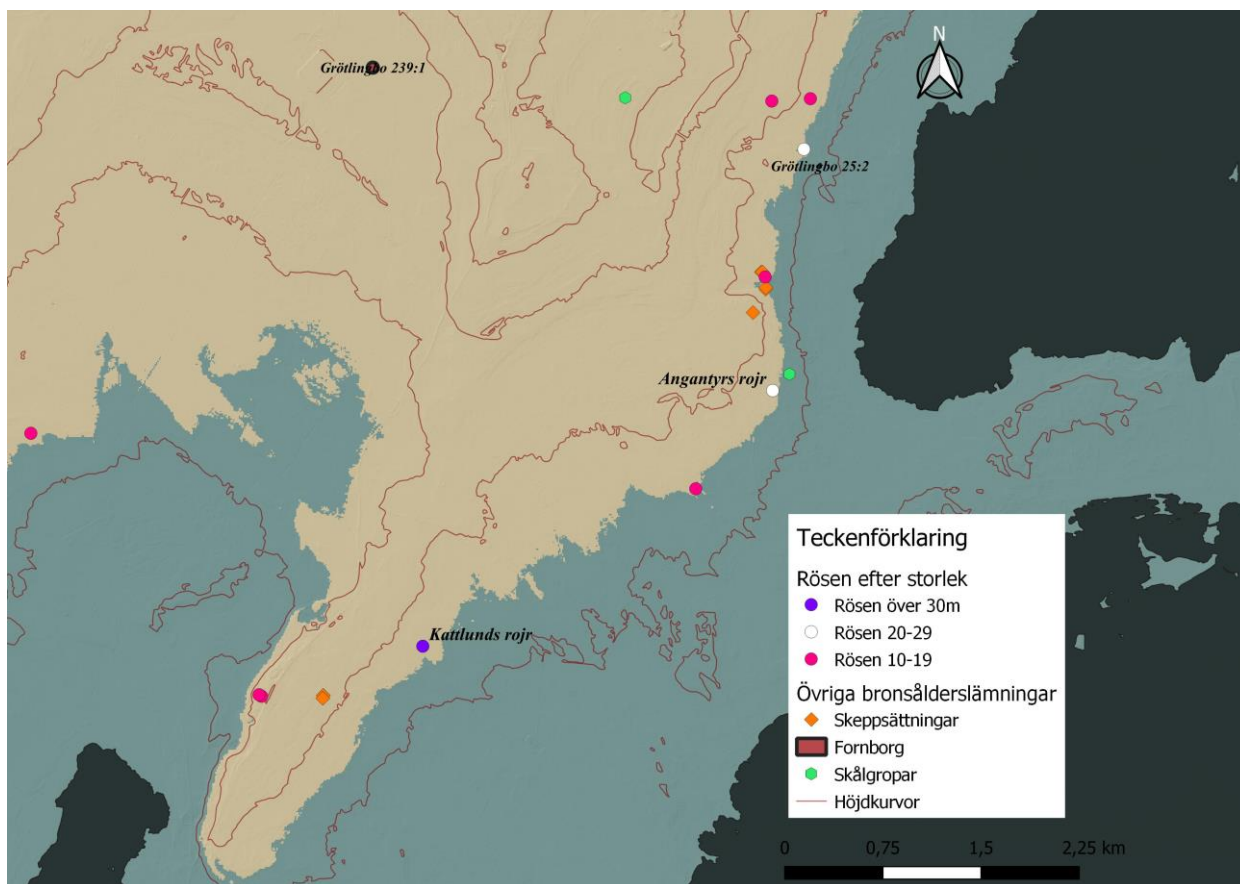 N
Grötlingbo 239:1
Grötlingbo 25:2
Angantyrs rojr
Kattlunds rojr
Teckenförklaring
Rösen efter storlek
Rösen över 30m
Rösen 20-29
Rösen 10-19
Övriga bronsålderslämningar
Skeppsättningar
Fornborg
Skålgropar
Höjdkurvor
0 0,75 1,5 2,25 km